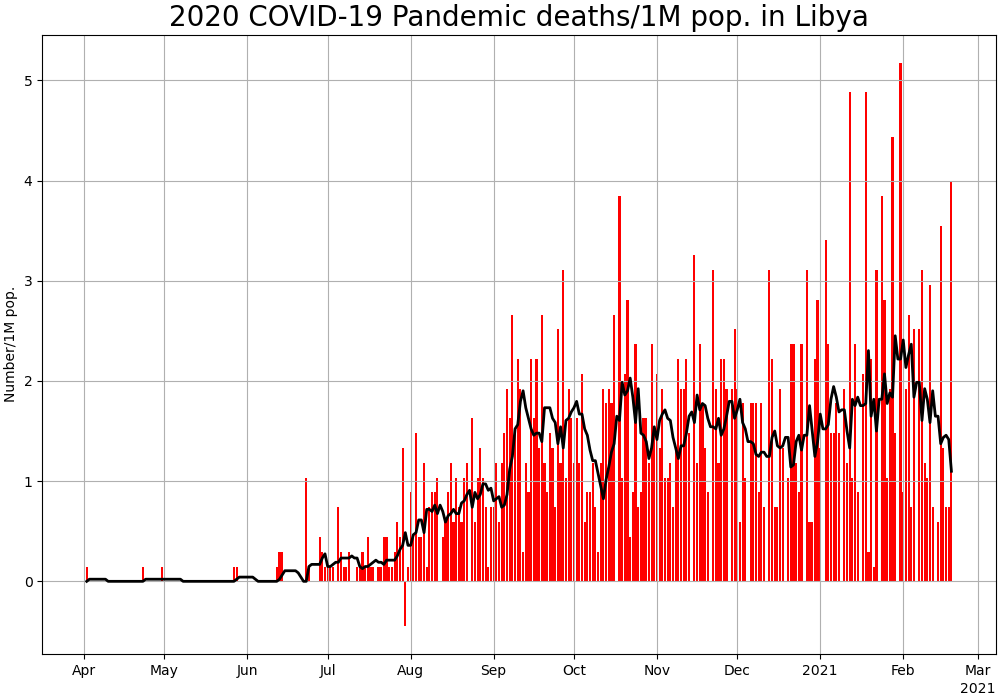 2020 COVID-19 Pandemic deaths/1M pop. in Libya
Number/1M pop.
5
4
3
2
1
0
Apr May Jun Jul Aug Sep Oct Nov Dec 2021 Feb Mar
2021